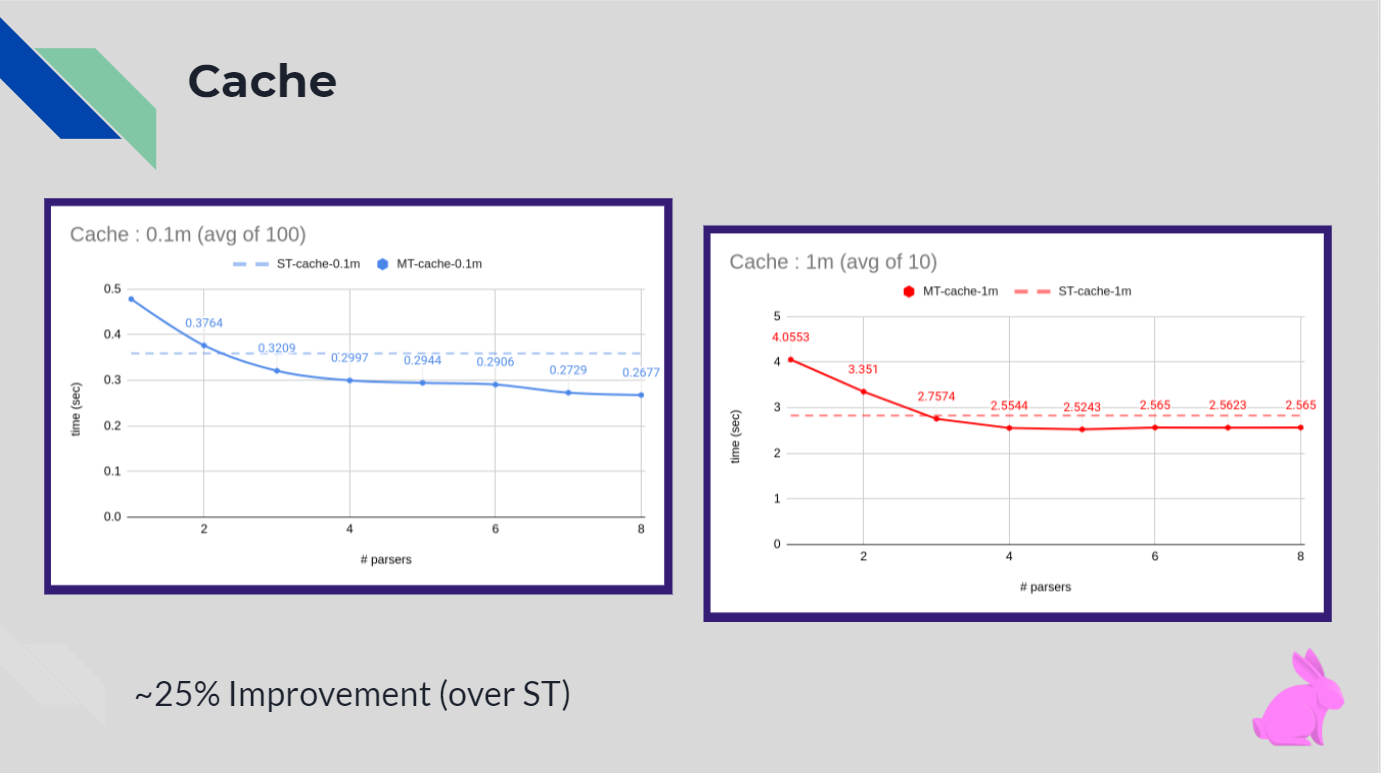 Cache
Cache : 0.1m (avg of 100)
ST-cache-0.1m MT-cache-0.1m
0.5
0.4
0.3
0.2
0.1
0.0
0.3764
0.3209
0.2997
0.2944
0.2906
0.2729
0.2677
2 4 6 8
time (sec)
# parsers
Cache : 1m (avg of 10)
MT-cache-1m ST-cache-1m
5
4
3
2
1
0
4.0553
3.351
2.7574
2.5544
2.5243
2.565
2.5623
2.565
2 4 6 8
time (sec)
# parsers
~25% Improvement (over ST)